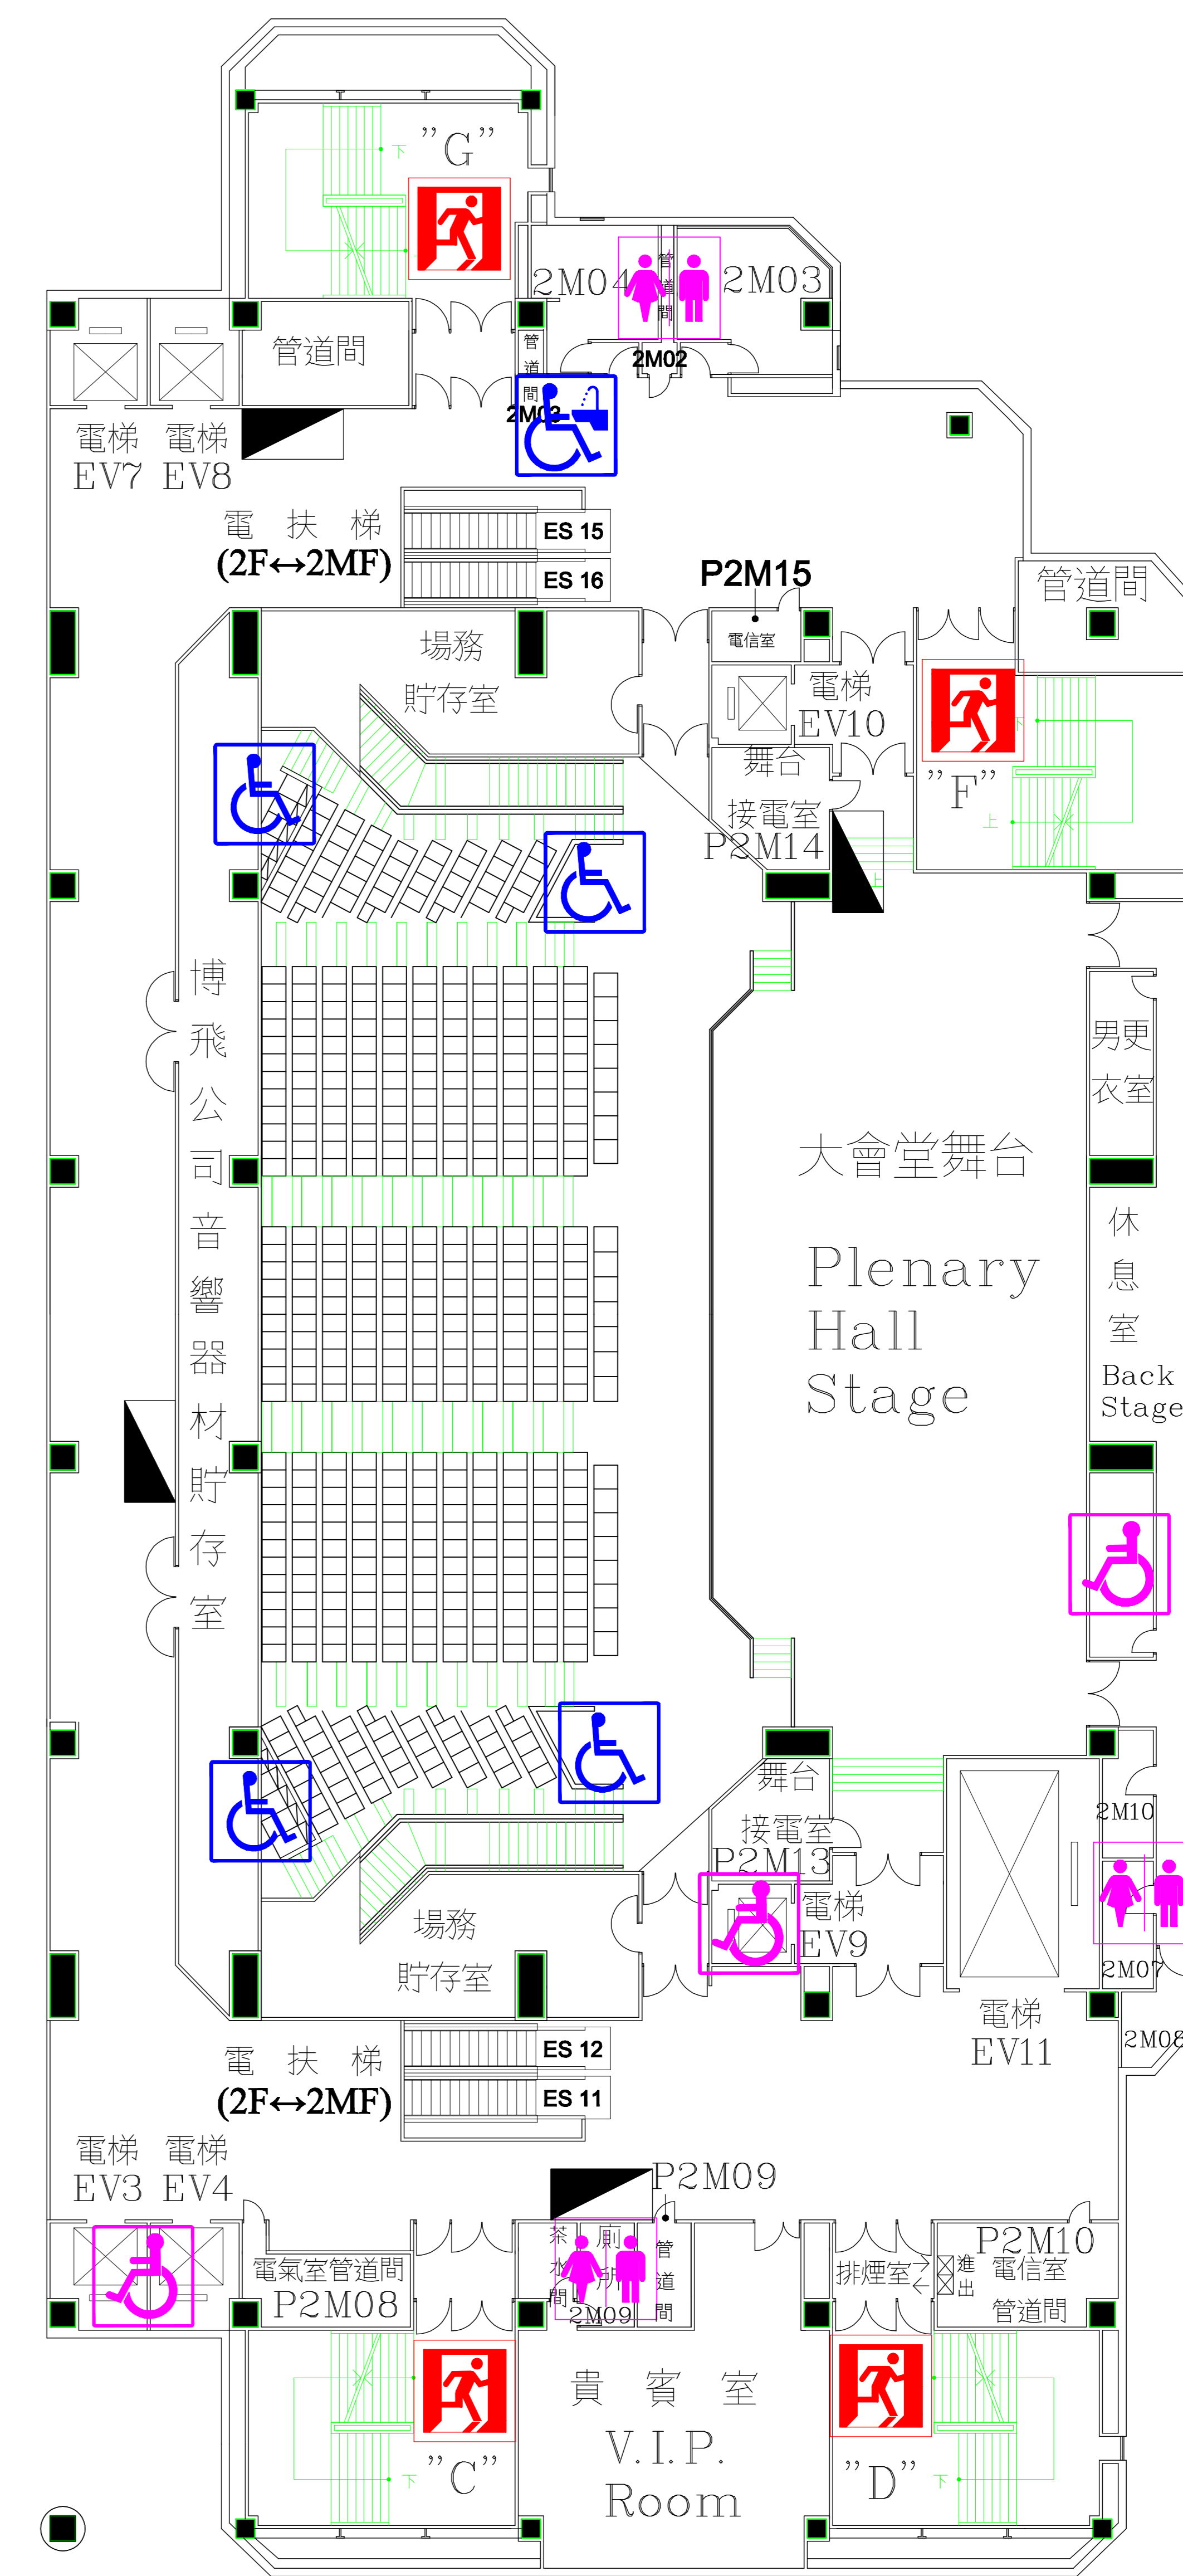 "G"
下
2M04
管道間
2M03
管道間
管道間
2M02
2M03
電梯
EV7
電梯
EV8
電扶梯
(2F↔2MF)
ES 15
ES 16
P2M15
電信室
管道間
場務
貯存室
電梯
EV10
下
"F"
上
舞台
接電室
P2M14
上
博飛公司音響器材貯存室
男更
衣室
大會堂舞台
Plenary
Hall
Stage
休息室
Back
Stage
舞台
接電室
P2M13
2M10
場務
貯存室
電梯
EV9
2M07
電梯
EV11
2M08
電扶梯
(2F↔2MF)
ES 12
ES 11
電梯
EV3
電梯
EV4
P2M09
電氣室管道間
P2M08
茶水間
廁所
2M09
管道間
排煙室
進出
P2M10
電信室
管道間
貴賓室
V.I.P.
Room
"C"
下
"D"
下